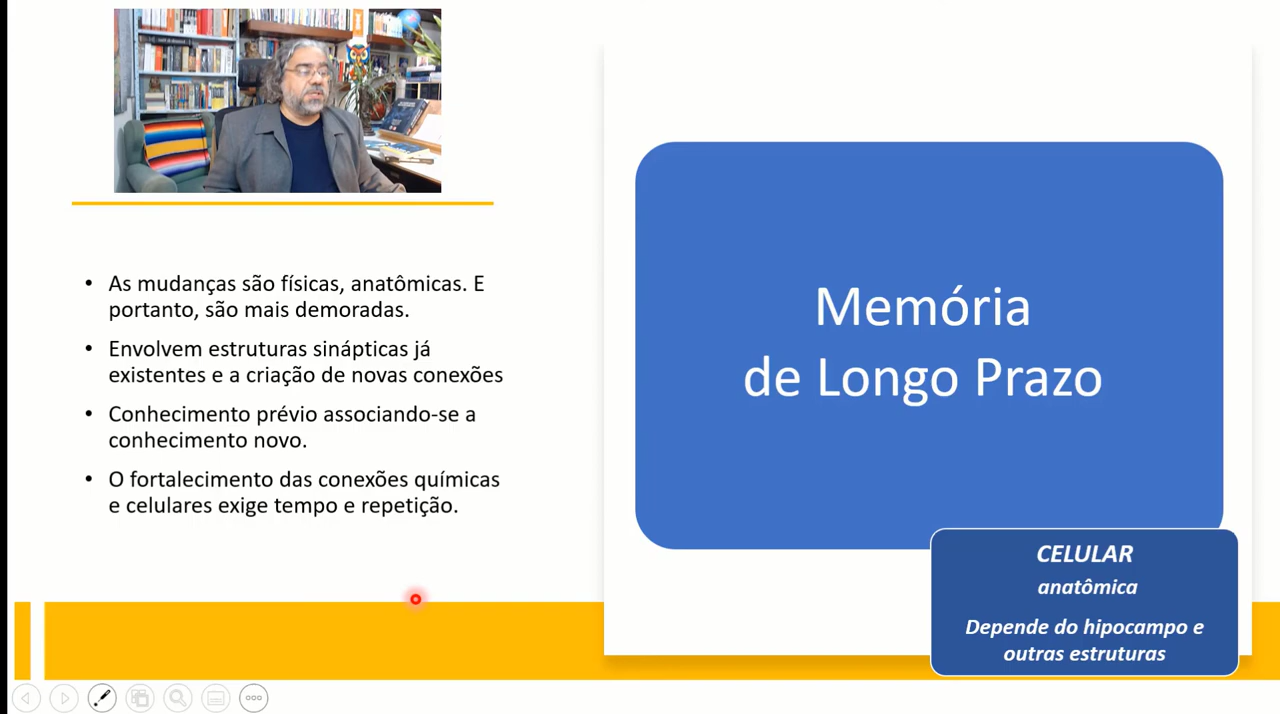 • As mudanças são físicas, anatômicas. E
portanto, são mais demoradas.
• Envolvem estruturas sinápticas já
existentes e a criação de novas conexões
• Conhecimento prévio associando-se a
conhecimento novo.
• O fortalecimento das conexões químicas
e celulares exige tempo e repetição.
Memória
de Longo Prazo
CELULAR
anatômica
Depende do hipocampo e
outras estruturas